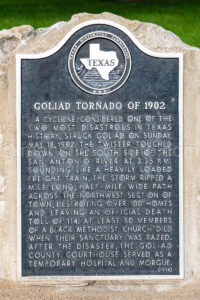 TEXAS
GOLIAD TORNADO OF 1902
A CYCLONE, CONSIDERED ONE OF THE
TWO MOST DISASTROUS IN TEXAS
HISTORY, STRUCK GOLIAD ON SUNDAY,
MAY 18, 1902. THE TWISTER TOUCHED
DOWN ON THE SOUTH SIDE OF THE
SAN ANTONIO RIVER AT 3:35 P.M.
SOUNDING LIKE A HEAVILY LOADED
FREIGHT TRAIN, THE STORM RIPPED A
MILE-LONG, HALF-MILE WIDE PATH
ACROSS THE NORTHWEST SECTION OF
TOWN, DESTROYING OVER 100 HOMES
AND LEAVING AN OFFICIAL DEATH
TOLL OF 114. AT LEAST 50 MEMBERS
OF A BLACK METHODIST CHURCH DIED
WHEN THEIR SANCTUARY WAS RAZED.
AFTER THE DISASTER, THE GOLIAD
COUNTY COURTHOUSE SERVED AS A
TEMPORARY HOSPITAL AND MORGUE.